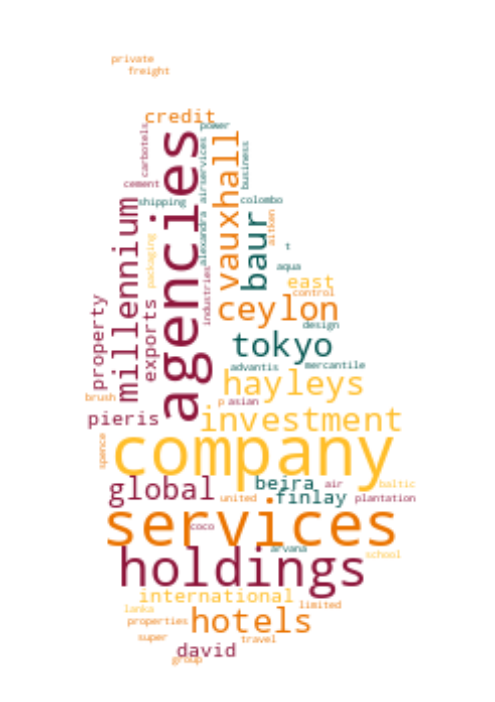 private
freight
credit
power
carbotels
agencies
airservices
vauxhall
business
cement
shipping
millennium
alexandra
baur
colombo
aitken
t
packaging
exports
industries
aqua
east
control
property
ceylon
design
tokyo
advantis
mercantile
hayleys
brush
p
asian
pieris
investment
spence
company
global
beira
air
baltic
united
finlay
plantation
services
coco
arvana
holdings
school
international
lanka
limited
properties
hotels
super
travel
david
group